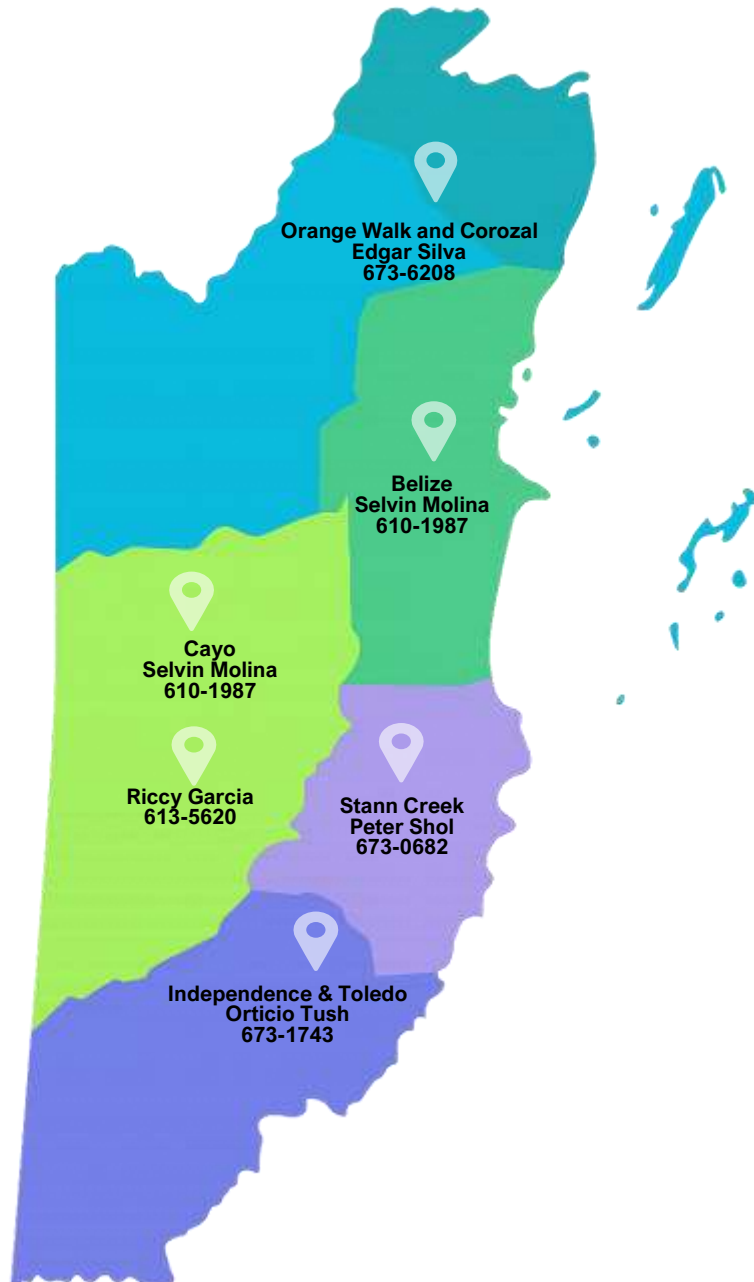 Orange Walk and Corozal
Edgar Silva
673-6208
Belize
Selvin Molina
610-1987
Cayo
Selvin Molina
610-1987
Riccy Garcia
613-5620
Stann Creek
Peter Shol
673-0682
Independence & Toledo
Orticio Tush
673-1743